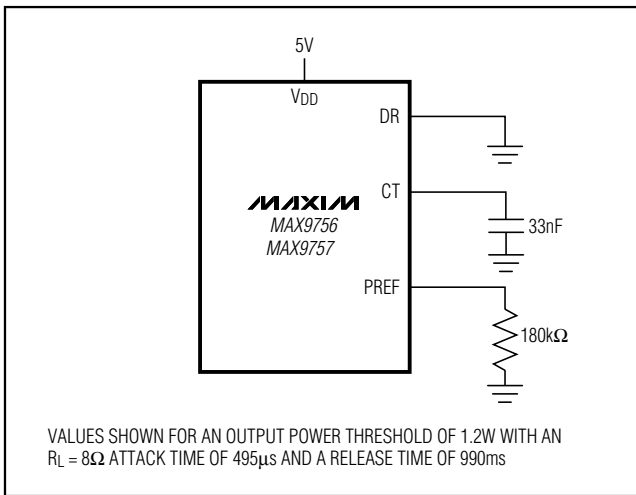 5V
VDD
DR
CT
MAXIM
MAX9756
MAX9757
33nF
PREF
180kΩ
VALUES SHOWN FOR AN OUTPUT POWER THRESHOLD OF 1.2W WITH AN
RL = 8Ω ATTACK TIME OF 495µs AND A RELEASE TIME OF 990ms